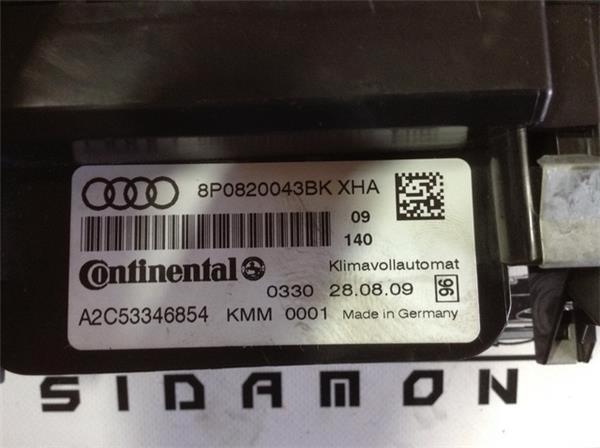 8P0820043BK XHA
09
140
Continental
Klimavollautomat
0330 28.08.09 96
A2C53346854 KMM 0001 Made in Germany
SIDAMON